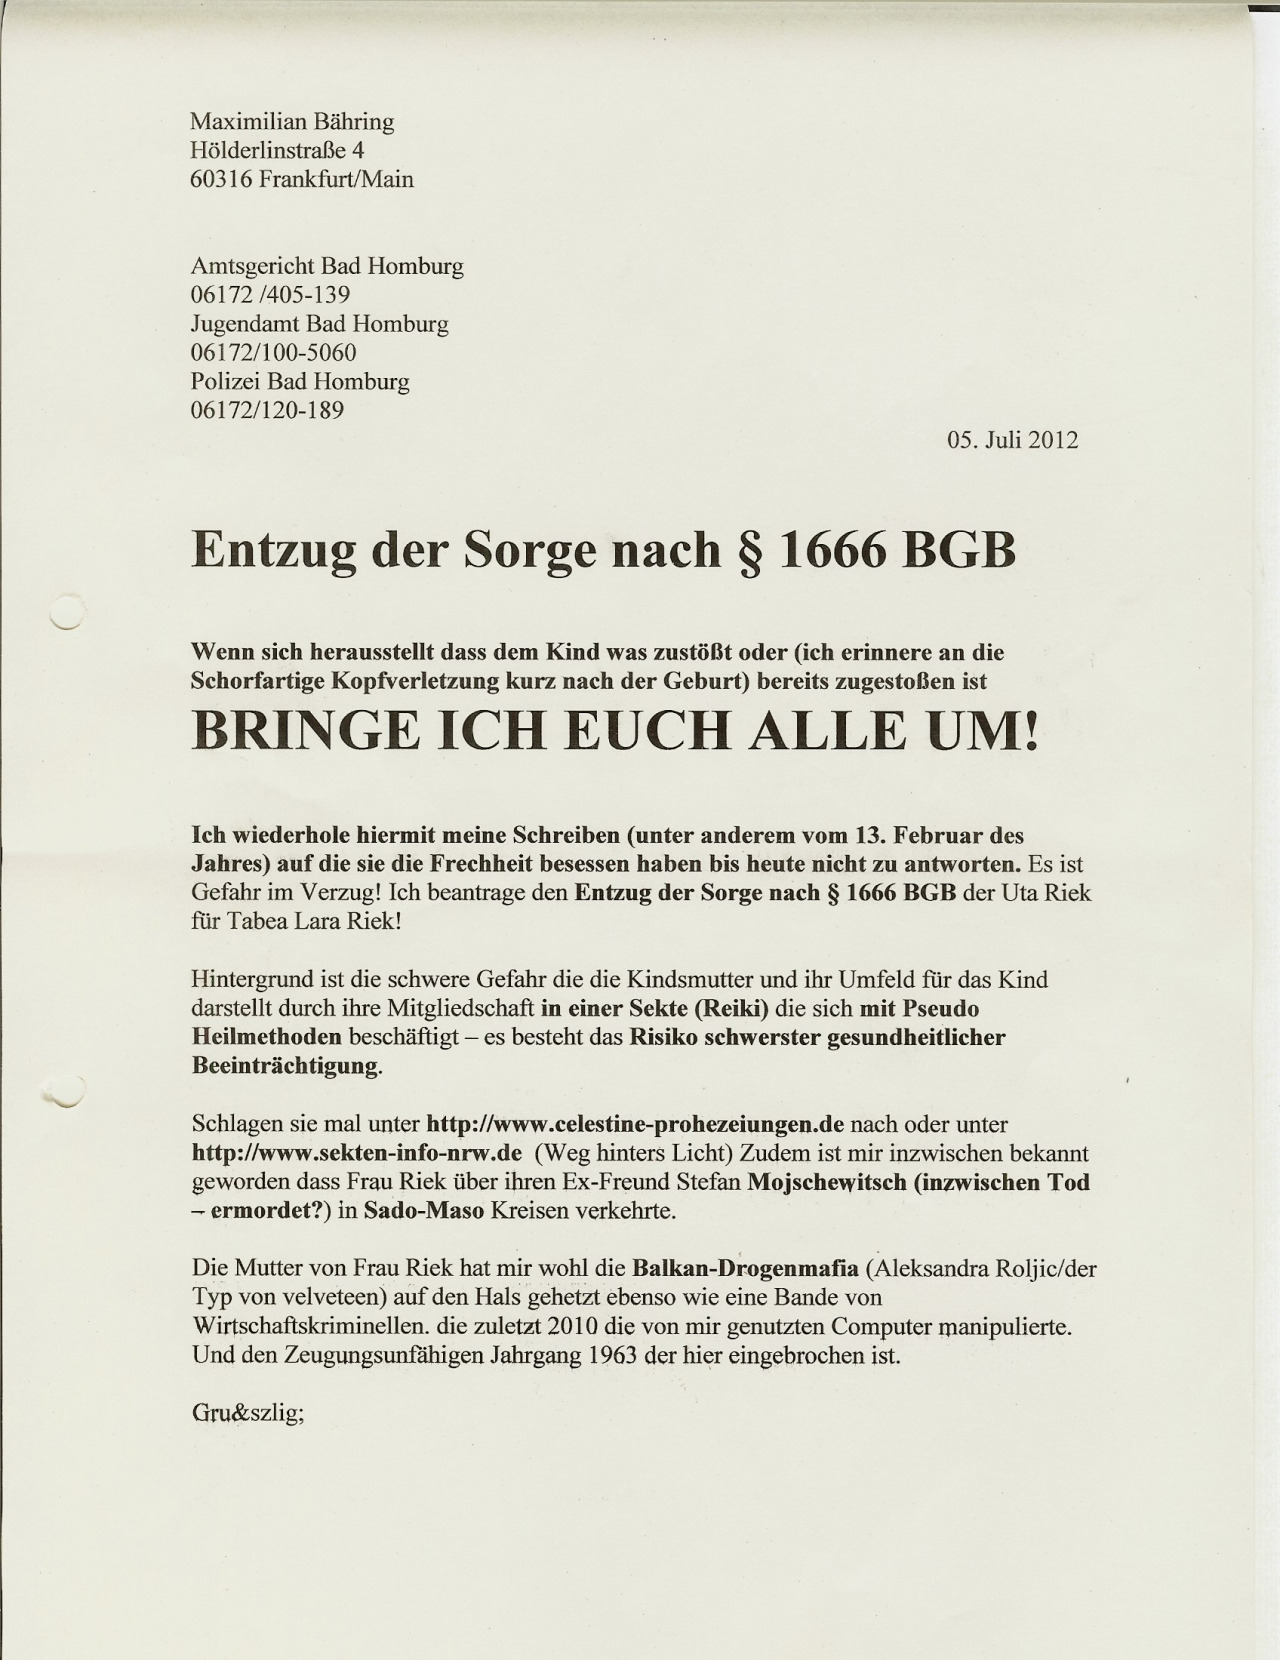 Maximilian Bähring
Hölderlinstraße 4
60316 Frankfurt/Main
Amtsgericht Bad Homburg
06172 /405-139
Jugendamt Bad Homburg
06172/100-5060
Polizei Bad Homburg
06172/120-189
05. Juli 2012
Entzug der Sorge nach § 1666 BGB
Wenn sich herausstellt dass dem Kind was zustößt oder (ich erinnere an die
Schorfartige Kopfverletzung kurz nach der Geburt) bereits zugestoßen ist
BRINGE ICH EUCH ALLE UM!
Ich wiederhole hiermit meine Schreiben (unter anderem vom 13. Februar des
Jahres) auf die sie die Frechheit besessen haben bis heute nicht zu antworten. Es ist
Gefahr im Verzug! Ich beantrage den Entzug der Sorge nach § 1666 BGB der Uta Riek
für Tabea Lara Riek!
Hintergrund ist die schwere Gefahr die die Kindsmutter und ihr Umfeld für das Kind
darstellt durch ihre Mitgliedschaft in einer Sekte (Reiki) die sich mit Pseudo
Heilmethoden beschäftigt – es besteht das Risiko schwerster gesundheitlicher
Beeinträchtigung.
Schlagen sie mal unter http://www.celestine-prohezeiungen.de nach oder unter
http://www.sekten-info-nrw.de (Weg hinters Licht) Zudem ist mir inzwischen bekannt
geworden dass Frau Riek über ihren Ex-Freund Stefan Mojschewitsch (inzwischen Tod
– ermordet?) in Sado-Maso Kreisen verkehrte.
Die Mutter von Frau Riek hat mir wohl die Balkan-Drogenmafia (Aleksandra Roljic/der
Typ von velveteen) auf den Hals gehetzt ebenso wie eine Bande von
Wirtschaftskriminellen. die zuletzt 2010 die von mir genutzten Computer manipulierte.
Und den Zeugungsunfähigen Jahrgang 1963 der hier eingebrochen ist.
Gru&szlig;